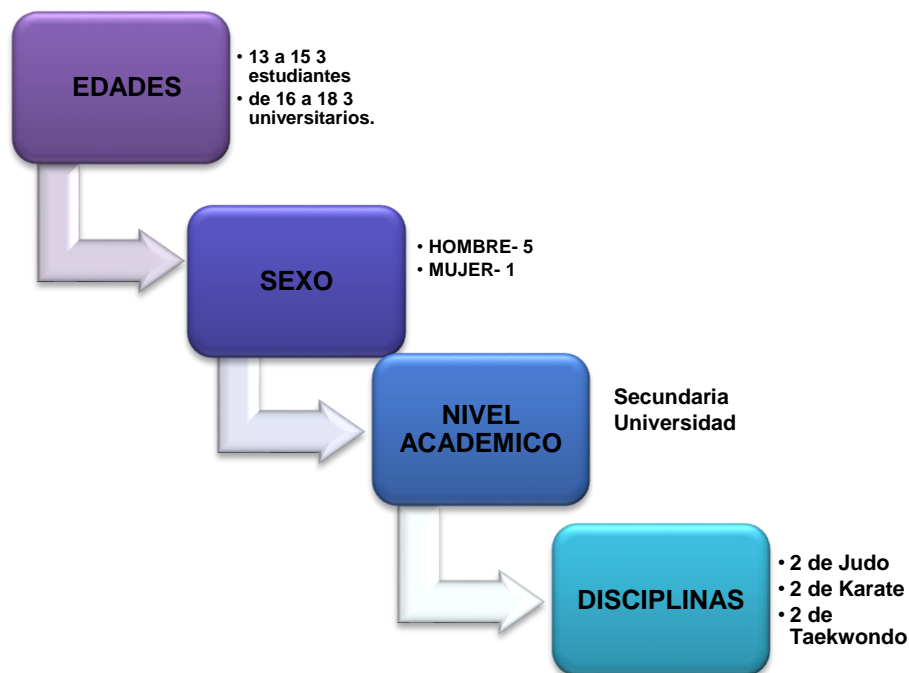 EDADES
• 13 a 15 3
estudiantes
• de 16 a 18 3
universitarios.
SEXO
• HOMBRE- 5
• MUJER- 1
NIVEL
ACADEMICO
Secundaria
Universidad
DISCIPLINAS
• 2 de Judo
• 2 de Karate
• 2 de
Taekwondo